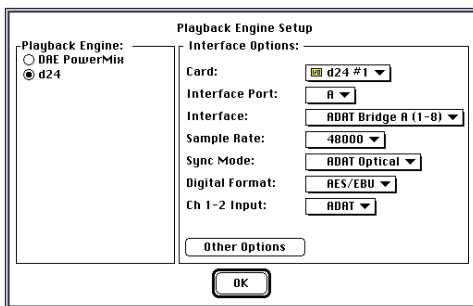 Playback Engine Setup
Playback Engine:
DAE PowerMix
d24
Interface Options:
Card: d24 #1
Interface Port: A
Interface: ADAT Bridge A (1-8)
Sample Rate: 48000
Sync Mode: ADAT Optical
Digital Format: AES/EBU
Ch 1-2 Input: ADAT
Other Options
OK